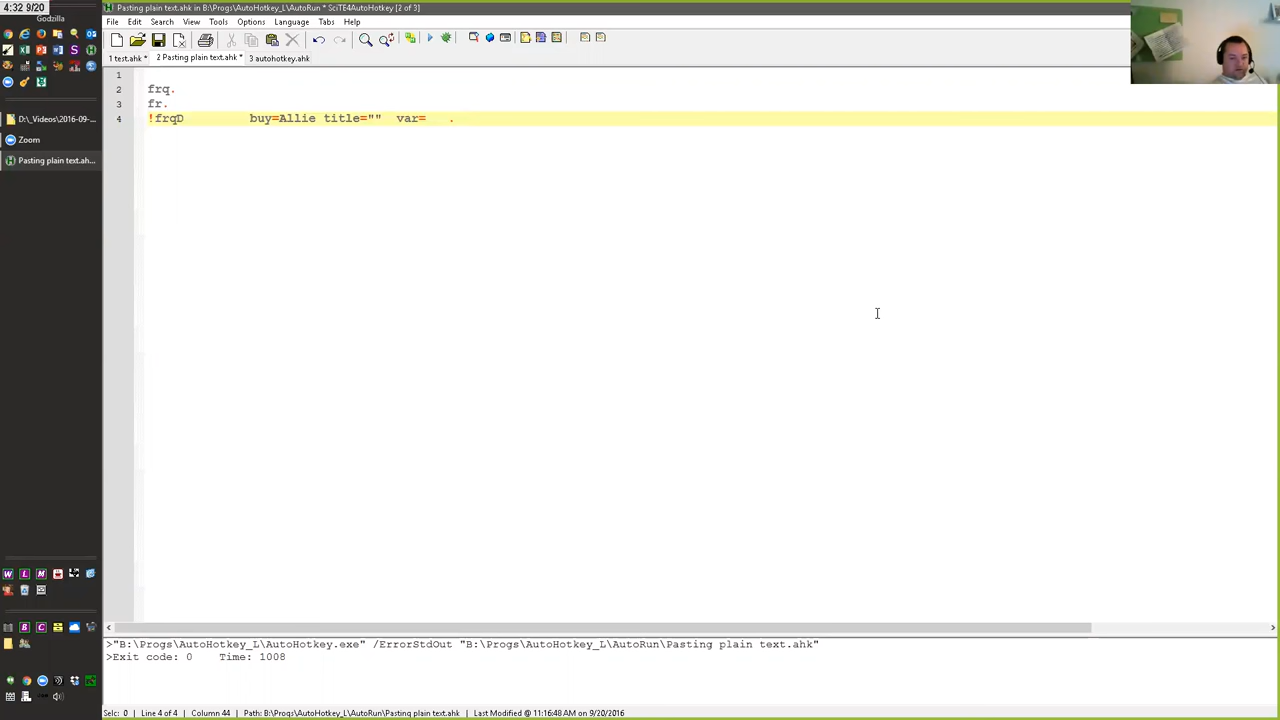 4:32 9/20
Godzilla
Pasting plain text.ahk in B:\Progs\AutoHotkey_L\AutoRun * SciTE4AutoHotkey [2 of 3]
File Edit Search View Tools Options Language Tabs Help
1 test.ahk * 2 Pasting plain text.ahk * 3 autohotkey.ahk
D:\_Videos\2016-09-...
Zoom
Pasting plain text.ah...
1
2 frq.
3 fr.
4 !frqD buy=Allie title="" var= .
>"B:\Progs\AutoHotkey_L\AutoHotkey.exe" /ErrorStdOut "B:\Progs\AutoHotkey_L\AutoRun\Pasting plain text.ahk"
>Exit code: 0 Time: 1008
Selc: 0 | Line 4 of 4 | Column 44 | Path: B:\Progs\AutoHotkey_L\AutoRun\Pasting plain text.ahk | Last Modified @ 11:16:48 AM on 9/20/2016